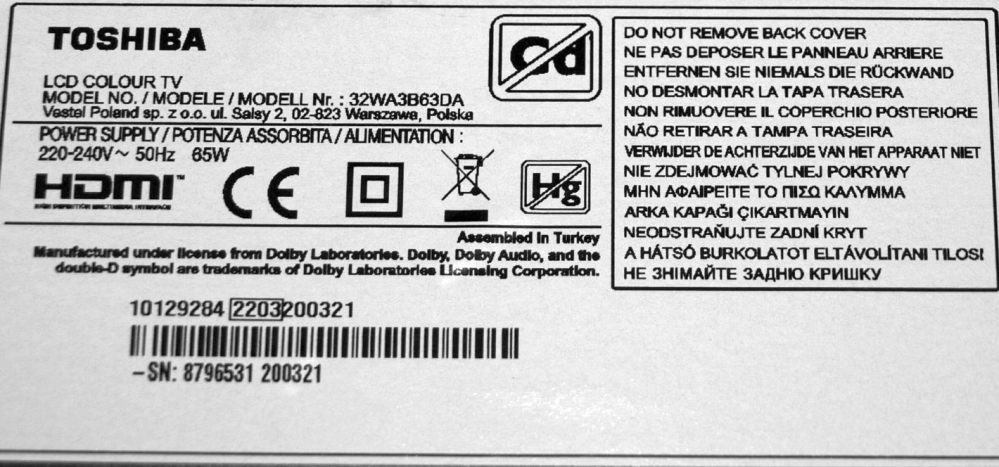 TOSHIBA
LCD COLOUR TV
MODEL NO. / MODELE / MODELL Nr. : 32WA3B63DA
Vestel Poland sp. z o.o. ul. Salsy 2, 02-823 Warszawa, Polska
POWER SUPPLY / POTENZA ASSORBITA / ALIMENTATION :
220-240V~ 50Hz 65W
HDMI™
HIGH DEFINITION MULTIMEDIA INTERFACE
CE
Cd
Hg
Assembled in Turkey
Manufactured under license from Dolby Laboratories. Dolby, Dolby Audio, and the
double-D symbol are trademarks of Dolby Laboratories Licensing Corporation.
10129284 2203200321
-SN: 8796531 200321
DO NOT REMOVE BACK COVER
NE PAS DEPOSER LE PANNEAU ARRIERE
ENTFERNEN SIE NIEMALS DIE RÜCKWAND
NO DESMONTAR LA TAPA TRASERA
NON RIMUOVERE IL COPERCHIO POSTERIORE
NÃO RETIRAR A TAMPA TRASEIRA
VERWIJDER DE ACHTERZIJDE VAN HET APPARAAT NIET
NIE ZDEJMOWAĆ TYLNEJ POKRYWY
ΜΗΝ ΑΦΑΙΡΕΙΤΕ ΤΟ ΠΙΣΩ ΚΑΛΥΜΜΑ
ARKA KAPAĞI ÇIKARTMAYIN
NEODSTRAŇUJTE ZADNÍ KRYT
A HÁTSÓ BURKOLATOT ELTÁVOLÍTANI TILOS!
НЕ ЗНІМАЙТЕ ЗАДНЮ КРИШКУ